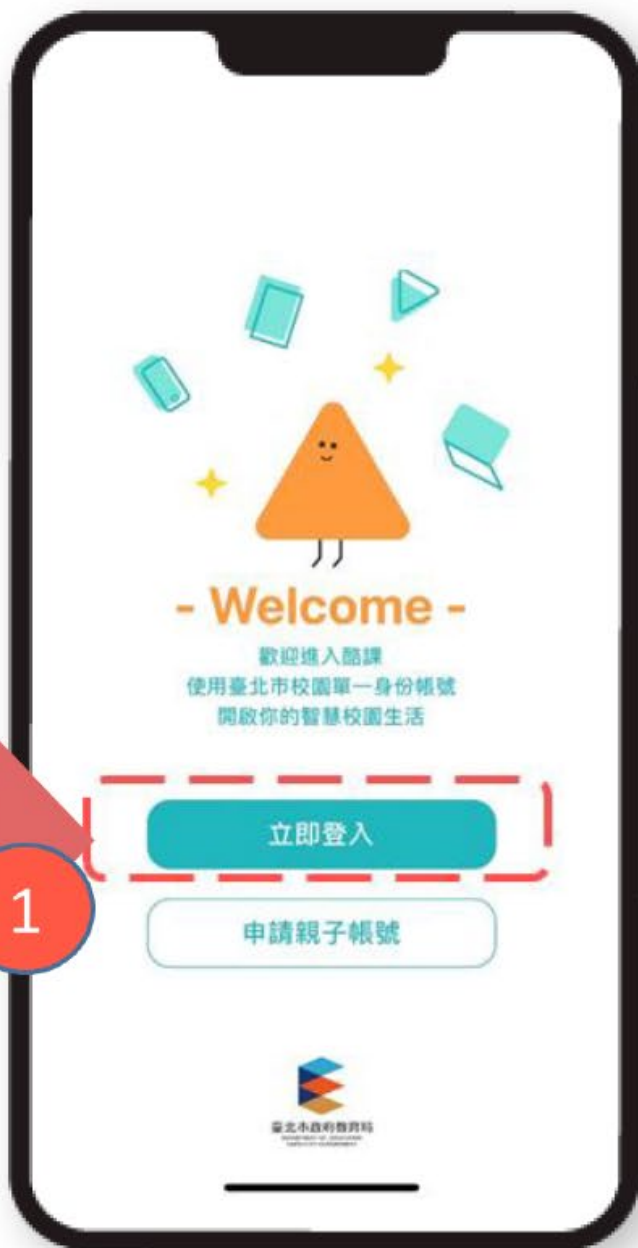 - Welcome -
歡迎進入酷課
使用臺北市校園單一身份帳號
開啟你的智慧校園生活
立即登入
1
申請親子帳號
臺北市政府教育局